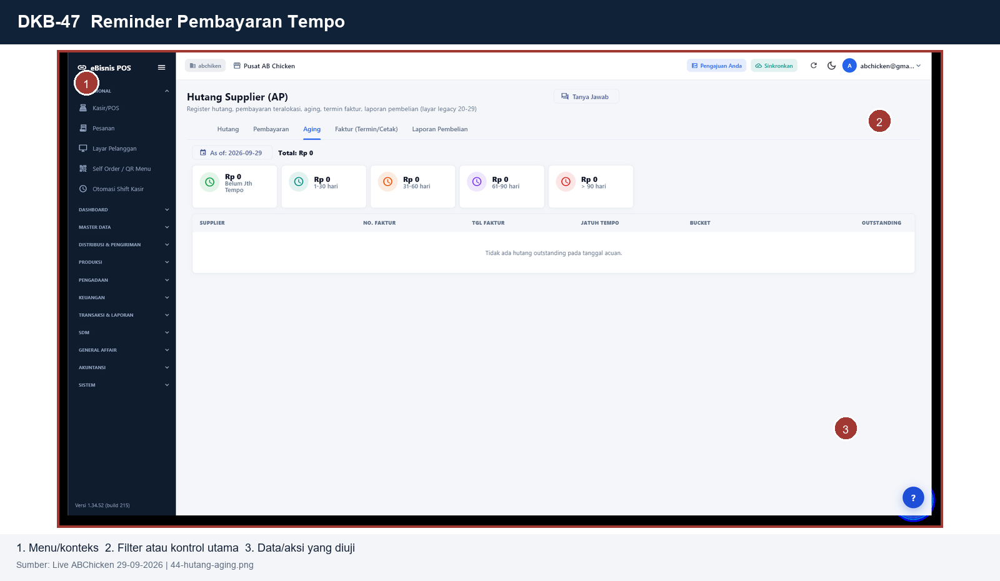 DKB-47 Reminder Pembayaran Tempo
eBisnis POS
1
IONAL
Kasir/POS
Pesanan
Layar Pelanggan
Self Order / QR Menu
Otomasi Shift Kasir
DASHBOARD
MASTER DATA
DISTRIBUSI & PENGIRIMAN
PRODUKSI
PENGADAAN
KEUANGAN
TRANSAKSI & LAPORAN
SDM
GENERAL AFFAIR
AKUNTANSI
SISTEM
Versi 1.34.52 (build 215)
abchiken Pusat AB Chicken Pengajuan Anda Sinkronkan A abchicken@gma...
Hutang Supplier (AP) Tanya Jawab
Register hutang, pembayaran teralokasi, aging, termin faktur, laporan pembelian (layar legacy 20-29)
2
Hutang Pembayaran Aging Faktur (Termin/Cetak) Laporan Pembelian
As of: 2026-09-29 Total: Rp 0
Rp 0
Belum Jth
Tempo
Rp 0
1-30 hari
Rp 0
31-60 hari
Rp 0
61-90 hari
Rp 0
> 90 hari
SUPPLIER NO. FAKTUR TGL FAKTUR JATUH TEMPO BUCKET OUTSTANDING
Tidak ada hutang outstanding pada tanggal acuan.
3
?
1. Menu/konteks 2. Filter atau kontrol utama 3. Data/aksi yang diuji
Sumber: Live ABChicken 29-09-2026 | 44-hutang-aging.png